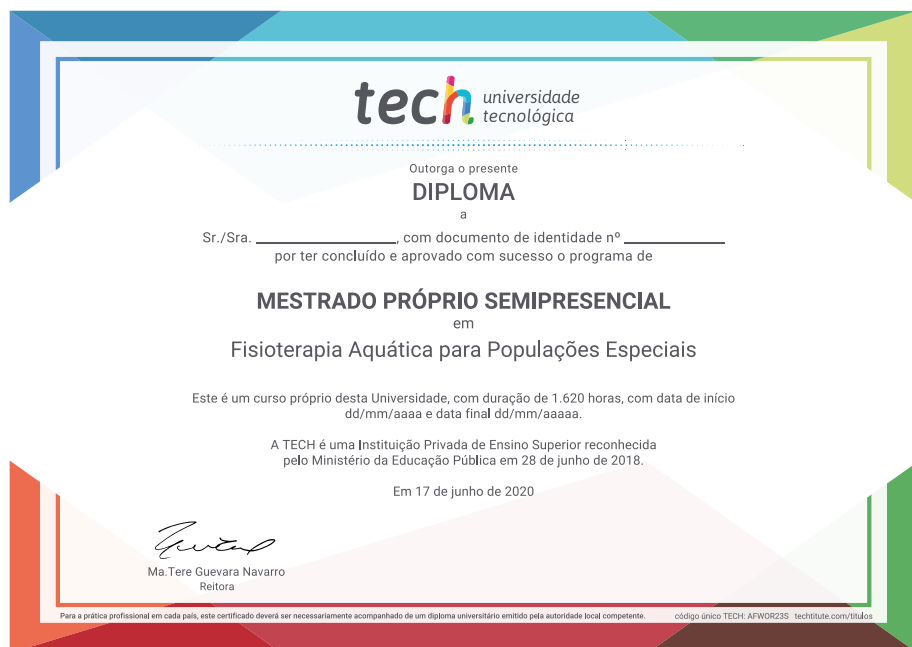 tech universidade
tecnológica
Outorga o presente
DIPLOMA
a
Sr./Sra. ____________, com documento de identidade nº ____________
por ter concluído e aprovado com sucesso o programa de
MESTRADO PRÓPRIO SEMIPRESENCIAL
em
Fisioterapia Aquática para Populações Especiais
Este é um curso próprio desta Universidade, com duração de 1.620 horas, com data de início
dd/mm/aaaa e data final dd/mm/aaaaa.
A TECH é uma Instituição Privada de Ensino Superior reconhecida
pelo Ministério da Educação Pública em 28 de junho de 2018.
Em 17 de junho de 2020
Ma.Tere Guevara Navarro
Reitora
Para a prática profissional em cada país, este certificado deverá ser necessariamente acompanhado de um diploma universitário emitido pela autoridade local competente. código único TECH: AFWOR23S techtitute.com/titulos